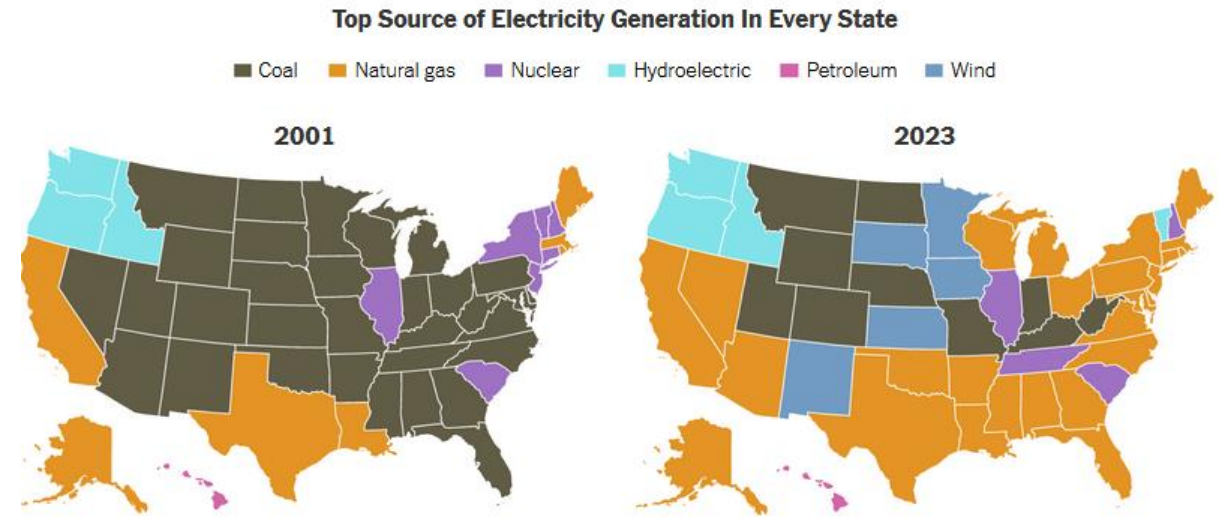 Top Source of Electricity Generation In Every State
Coal Natural gas Nuclear Hydroelectric Petroleum Wind
2001 2023